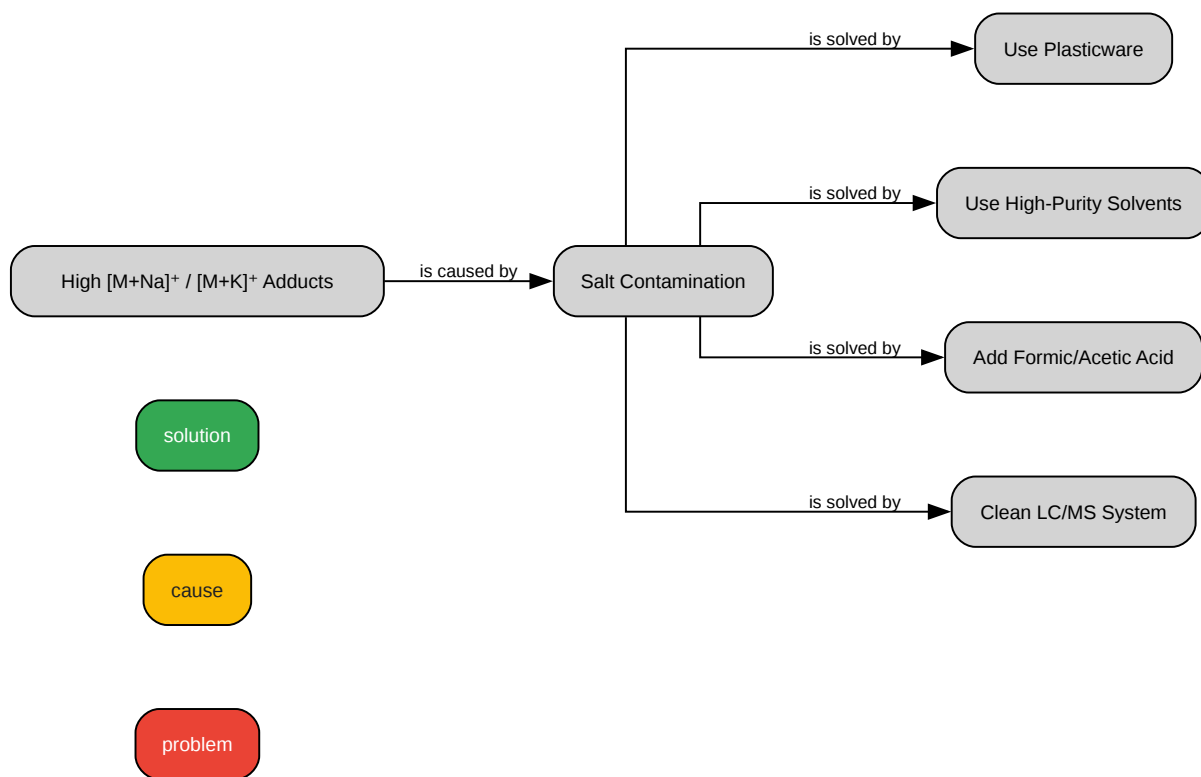 is solved by
Use Plasticware
is solved by
Use High-Purity Solvents
High [M+Na]⁺ / [M+K]⁺ Adducts
is caused by
Salt Contamination
is solved by
Add Formic/Acetic Acid
solution
is solved by
Clean LC/MS System
cause
problem